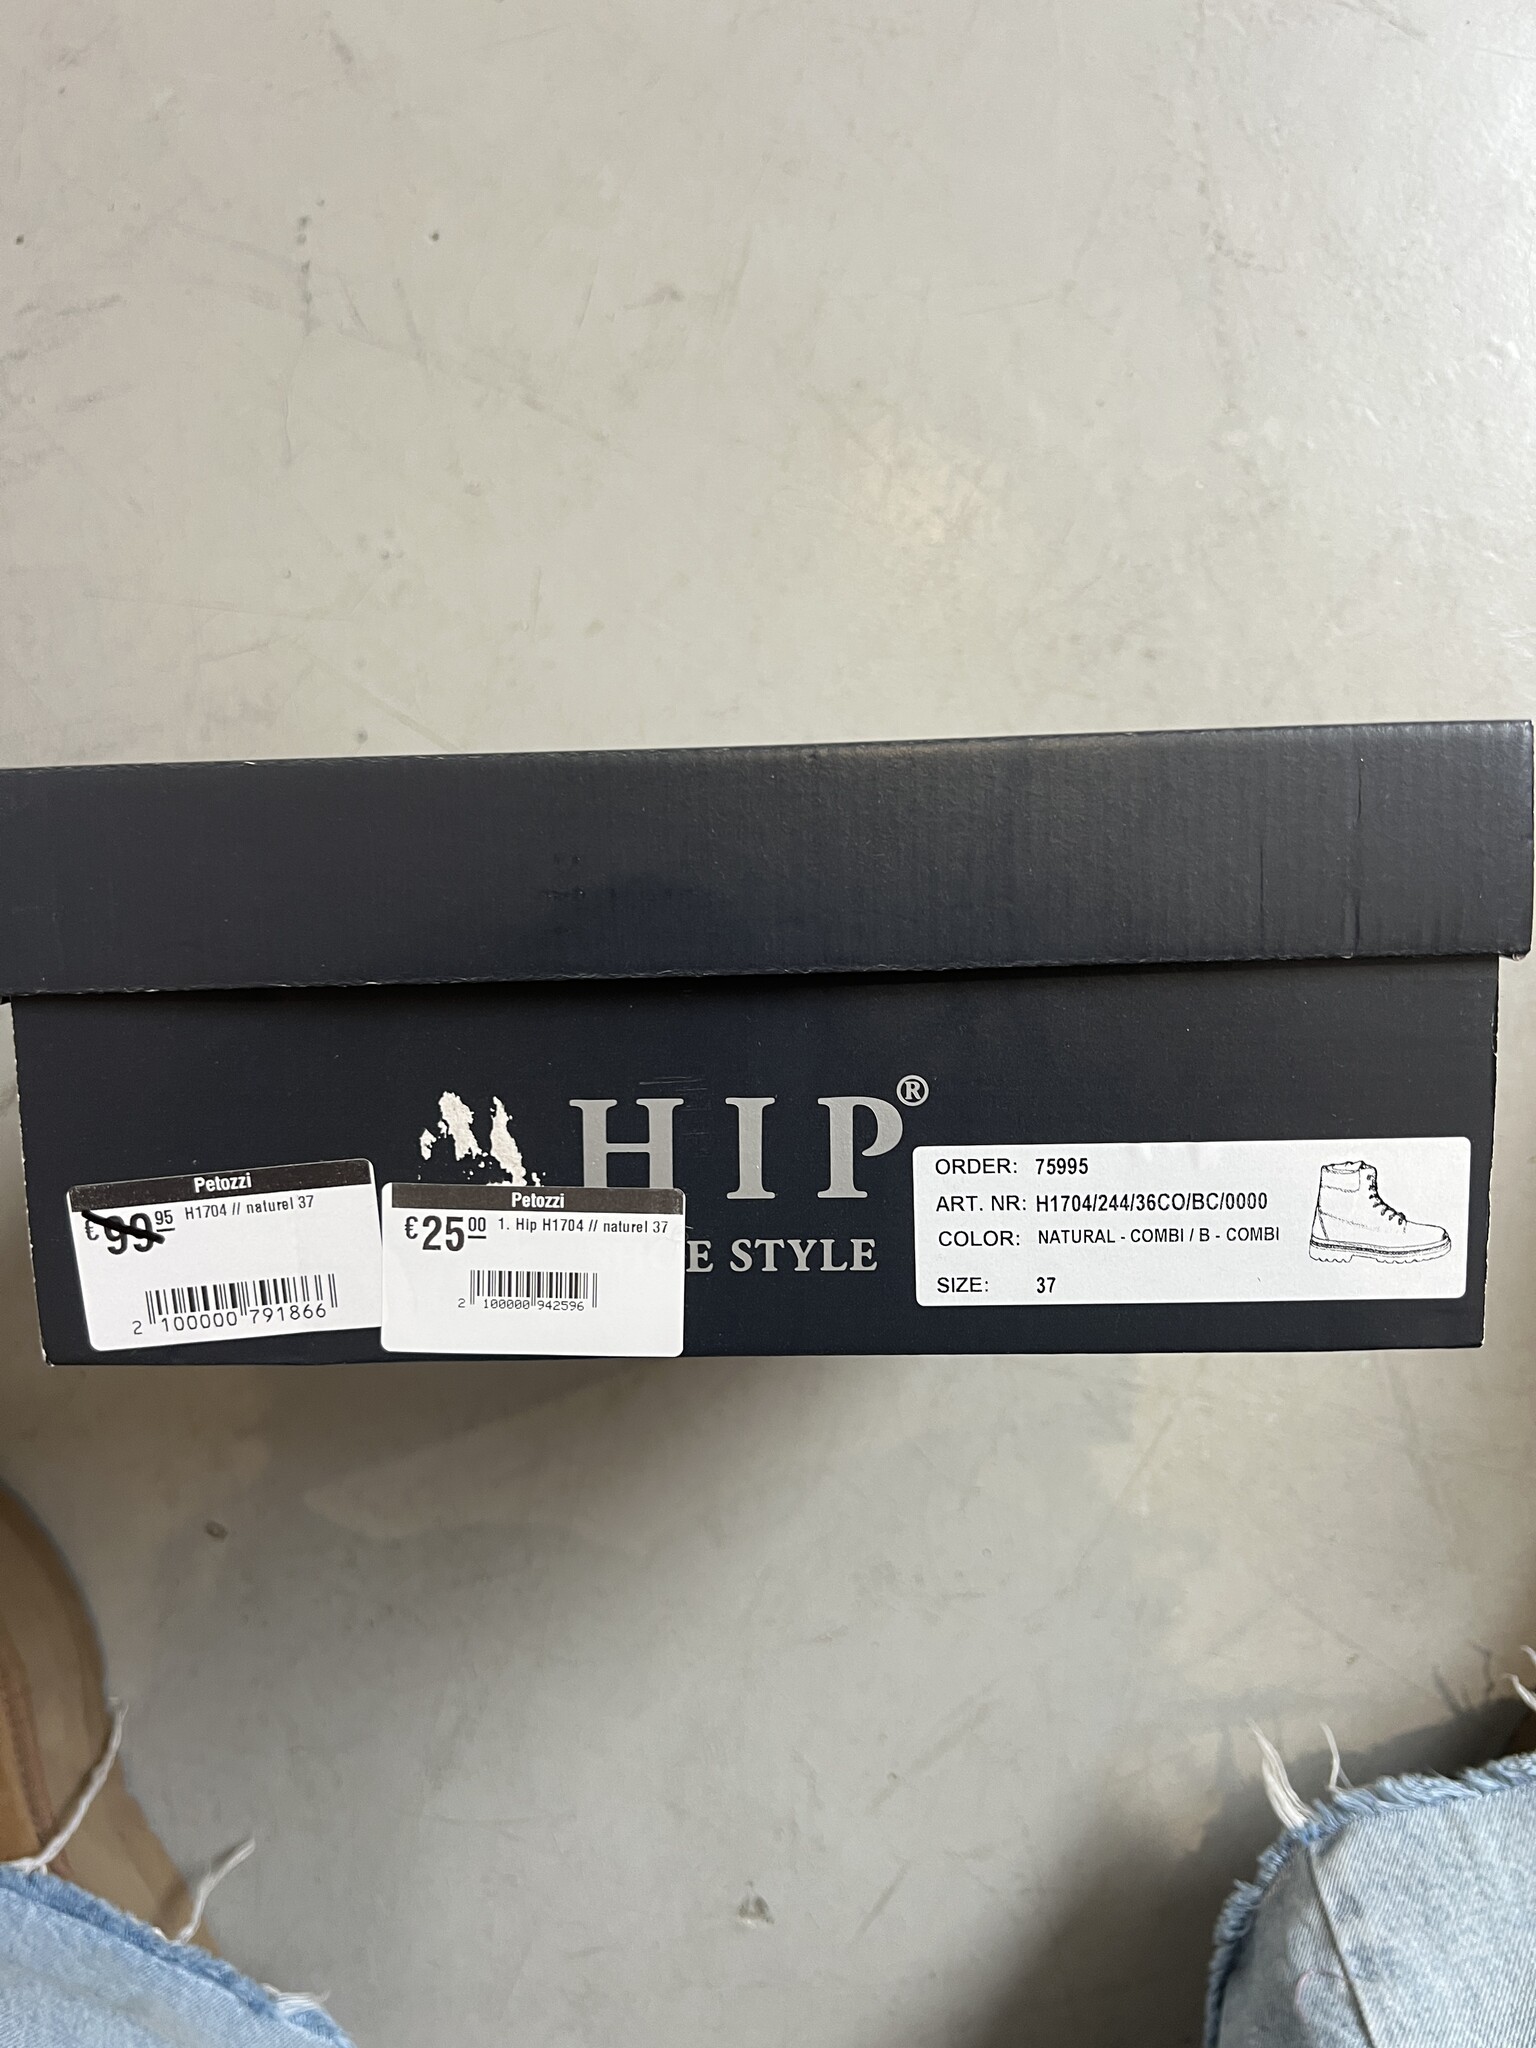 HIP®
E STYLE
Petozzi
€99 95 H1704 // naturel 37
2 100000 791866
Petozzi
€25 00 1. Hip H1704 // naturel 37
2 100000 942596
ORDER: 75995
ART. NR: H1704/244/36CO/BC/0000
COLOR: NATURAL - COMBI / B - COMBI
SIZE: 37